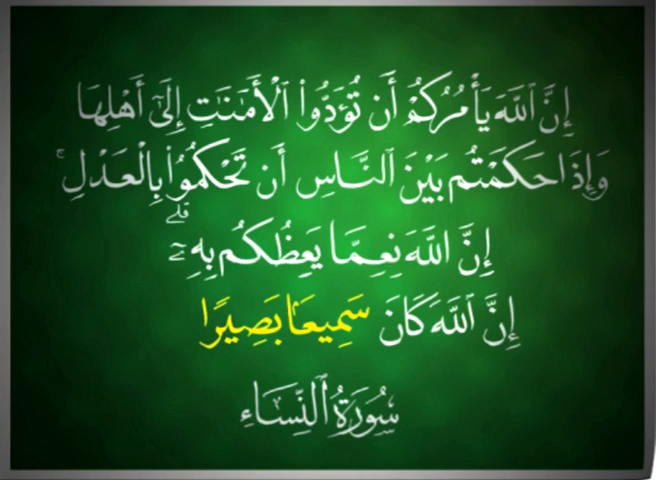 إِنَّ ٱللَّهَ يَأْمُرُكُمْ أَن تُؤَدُّوا۟ ٱلْأَمَٰنَٰتِ إِلَىٰٓ أَهْلِهَا
وَإِذَا حَكَمْتُم بَيْنَ ٱلنَّاسِ أَن تَحْكُمُوا۟ بِٱلْعَدْلِ ۚ
إِنَّ ٱللَّهَ نِعِمَّا يَعِظُكُم بِهِۦٓ ۗ
إِنَّ ٱللَّهَ كَانَ سَمِيعًۢا بَصِيرًا
سُورَةُ ٱلنِّسَاءِ